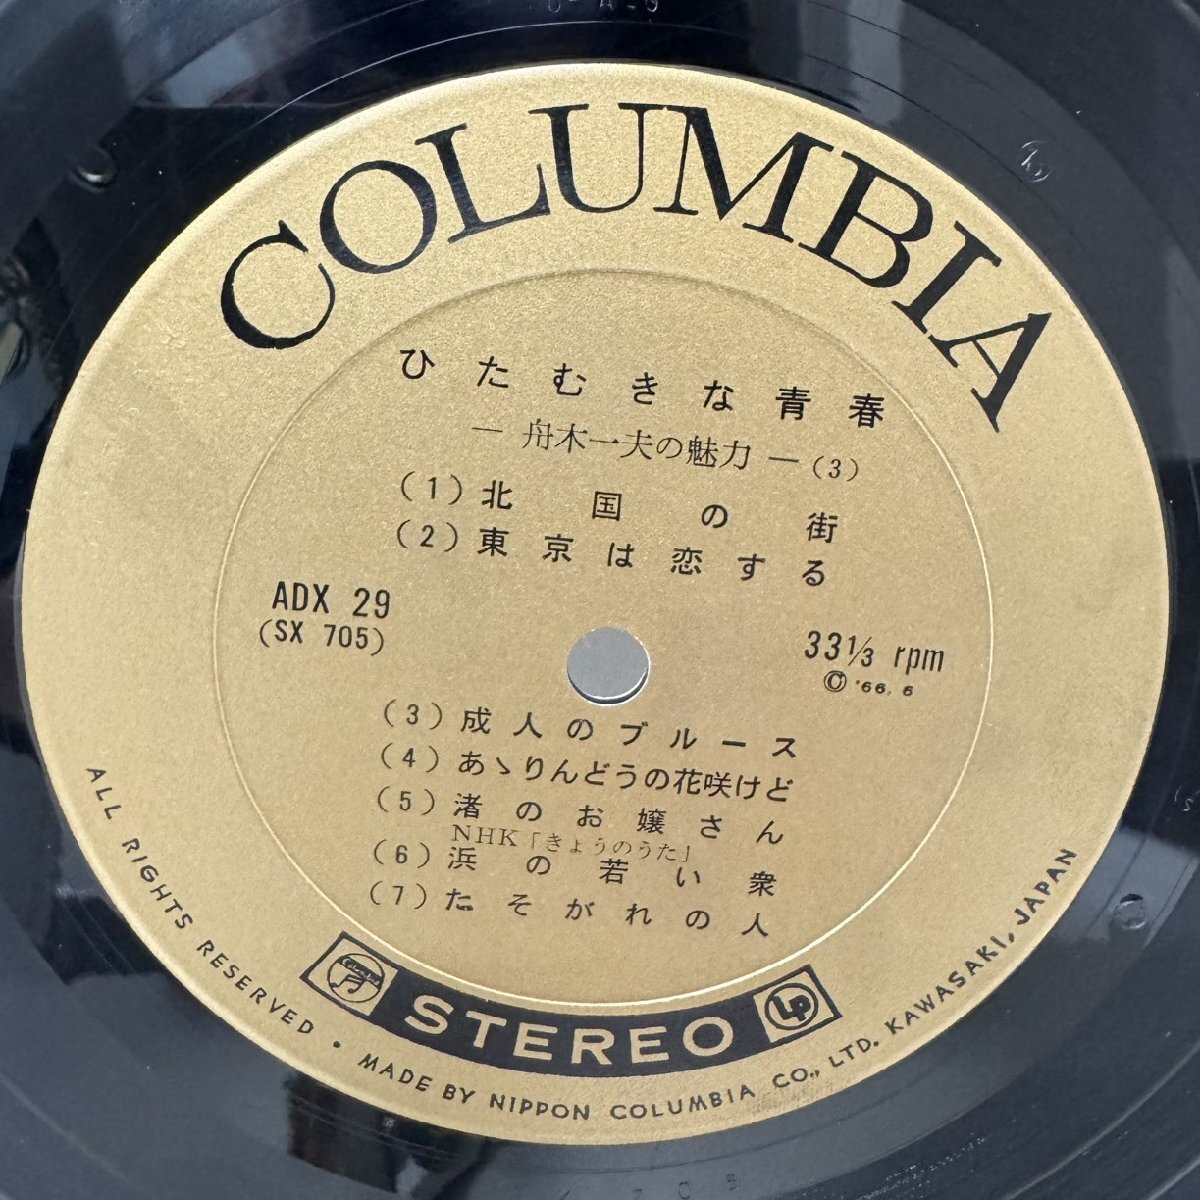 COLUMBIA
ひたむきな青春
— 舟木一夫の魅力 — (3)
(1) 北国の街
(2) 東京は恋する
ADX 29
(SX 705)
33⅓ rpm
Ⓒ '66. 6
(3) 成人のブルース
(4) あゝりんどうの花咲けど
(5) 渚のお嬢さん
NHK「きょうのうた」
(6) 浜の若い衆
(7) たそがれの人
STEREO
LP
ALL RIGHTS RESERVED • MADE BY NIPPON COLUMBIA CO., LTD. KAWASAKI, JAPAN